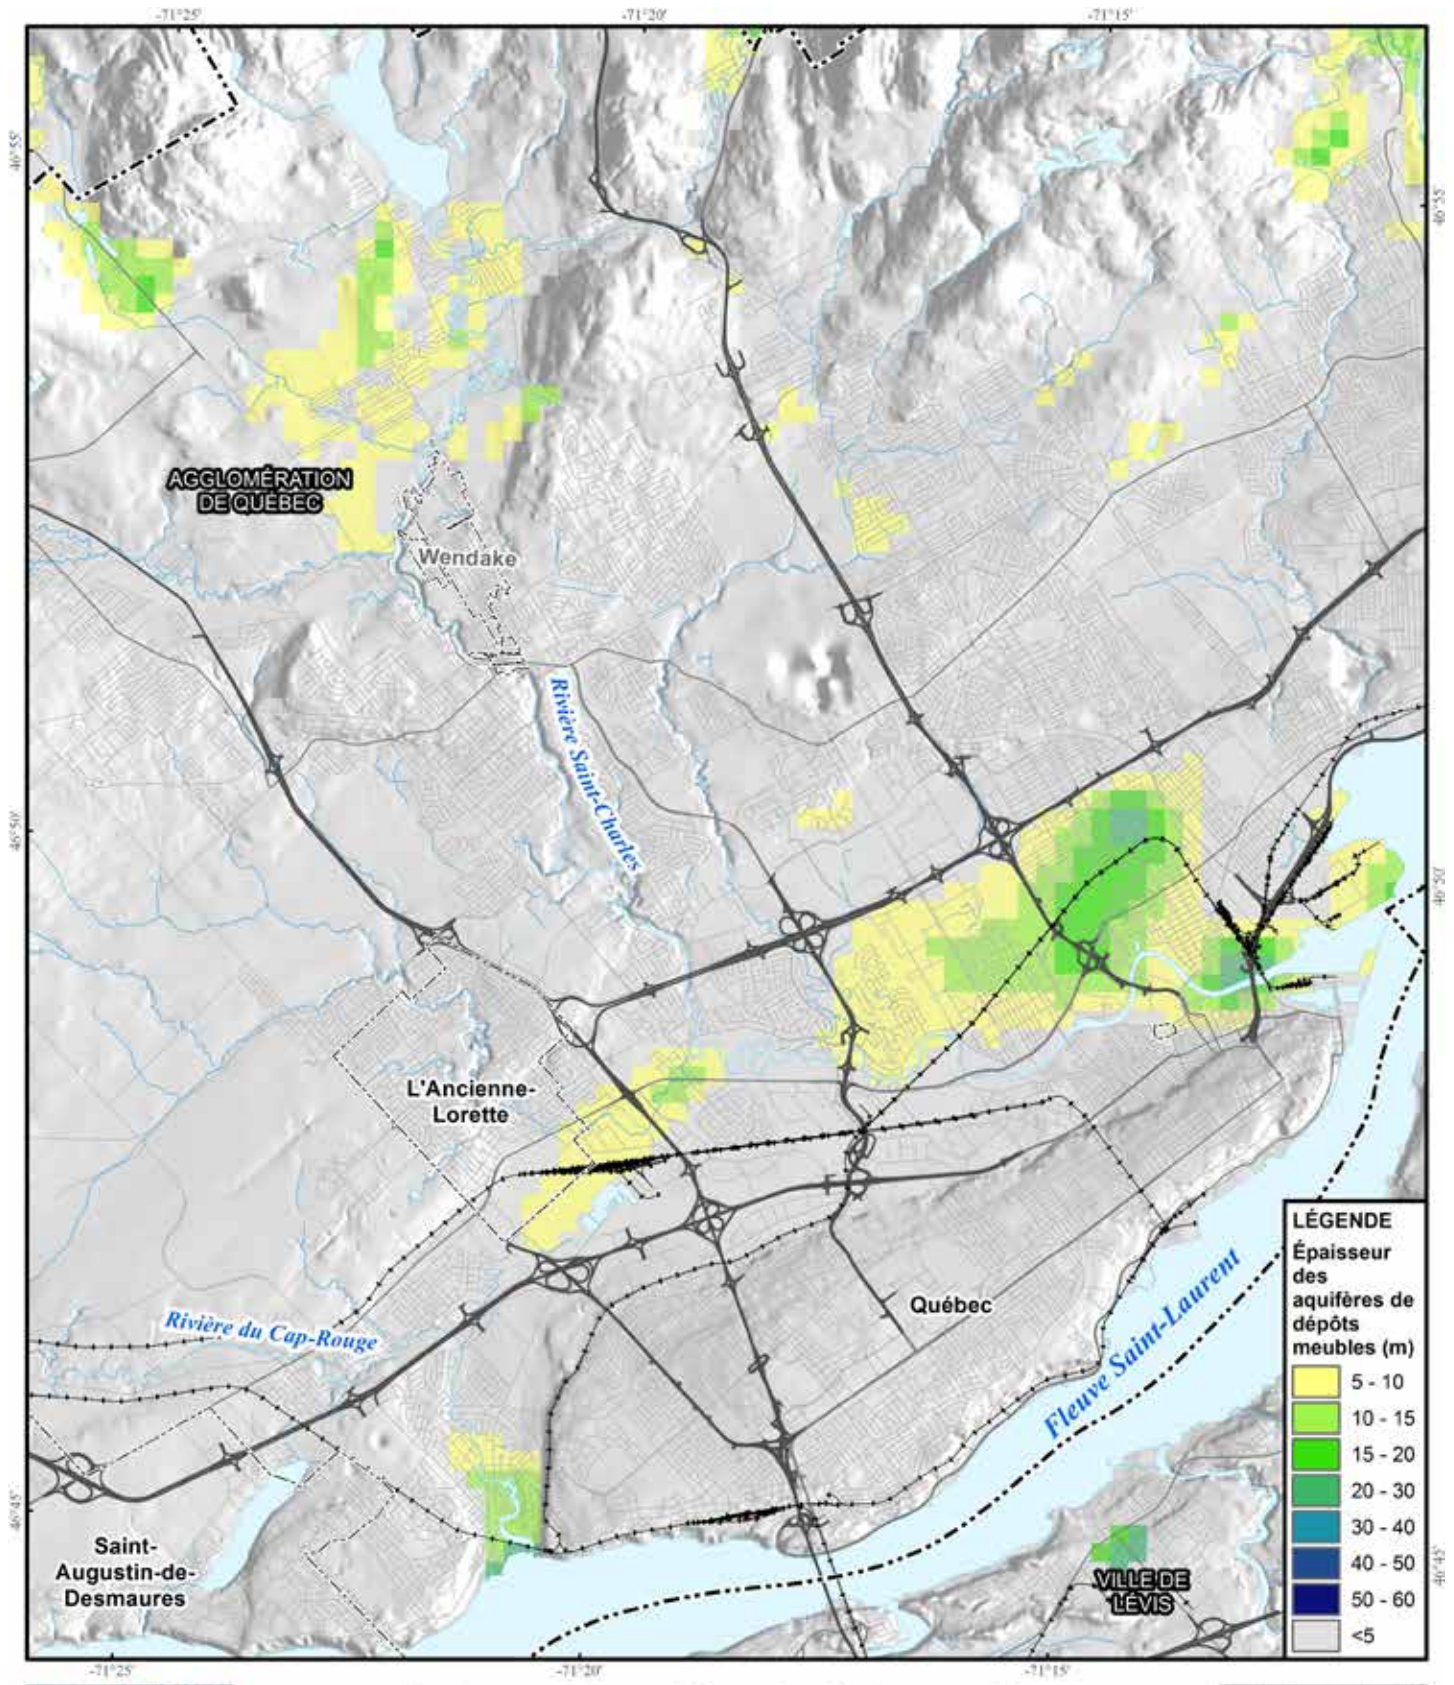 -71°25'
-71°20'
-71°15'
46°55'
46°55'
AGGLOMÉRATION
DE QUÉBEC
Wendake
Rivière Saint-Charles
46°50'
46°50'
L'Ancienne-
Lorette
Québec
Rivière du Cap-Rouge
Fleuve Saint-Laurent
46°45'
46°45'
Saint-
Augustin-de-
Desmaures
VILLE DE
LÉVIS
LÉGENDE
Épaisseur
des
aquifères de
dépôts
meubles (m)
5 - 10
10 - 15
15 - 20
20 - 30
30 - 40
40 - 50
50 - 60
<5
-71°25'
-71°20'
-71°15'